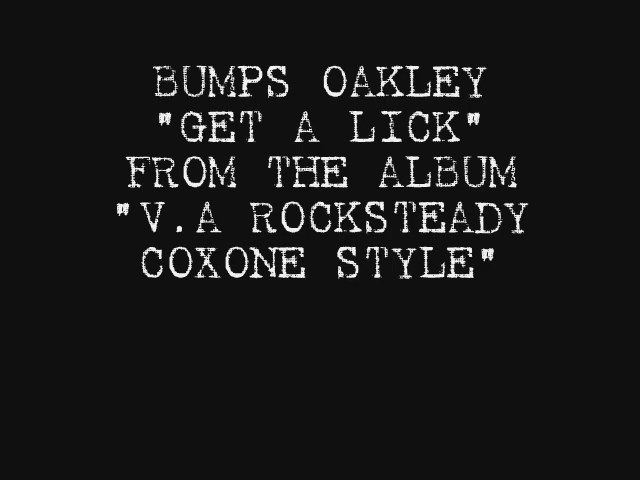 BUMPS OAKLEY
"GET A LICK"
FROM THE ALBUM
"V.A ROCKSTEADY
COXONE STYLE"